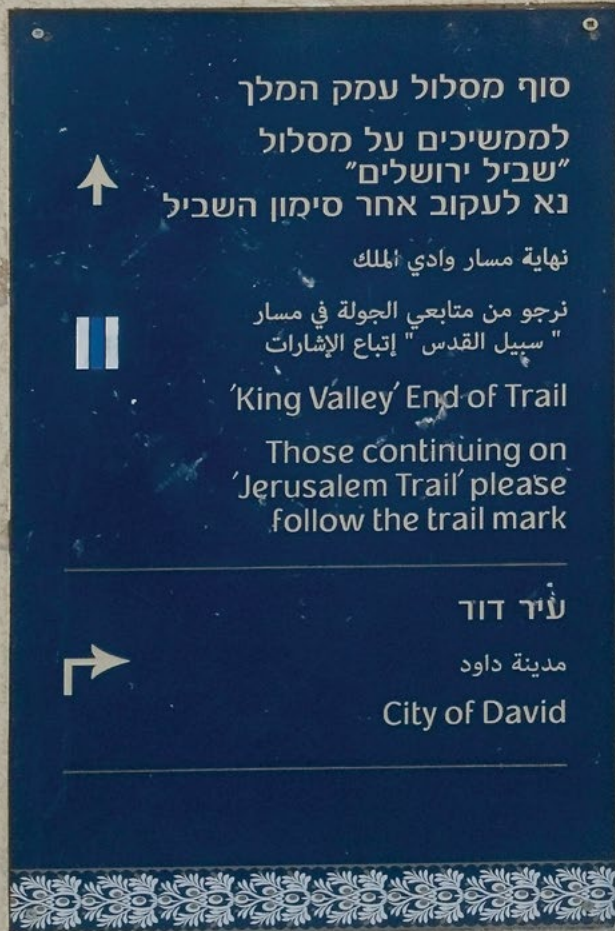 סוף מסלול עמק המלך
לממשיכים על מסלול
"שביל ירושלים"
נא לעקוב אחר סימון השביל
نهاية مسار وادي الملك
نرجو من متابعي الجولة في مسار
" سبيل القدس " إتباع الإشارات
'King Valley' End of Trail
Those continuing on
'Jerusalem Trail' please
follow the trail mark
עיר דוד
مدينة داود
City of David